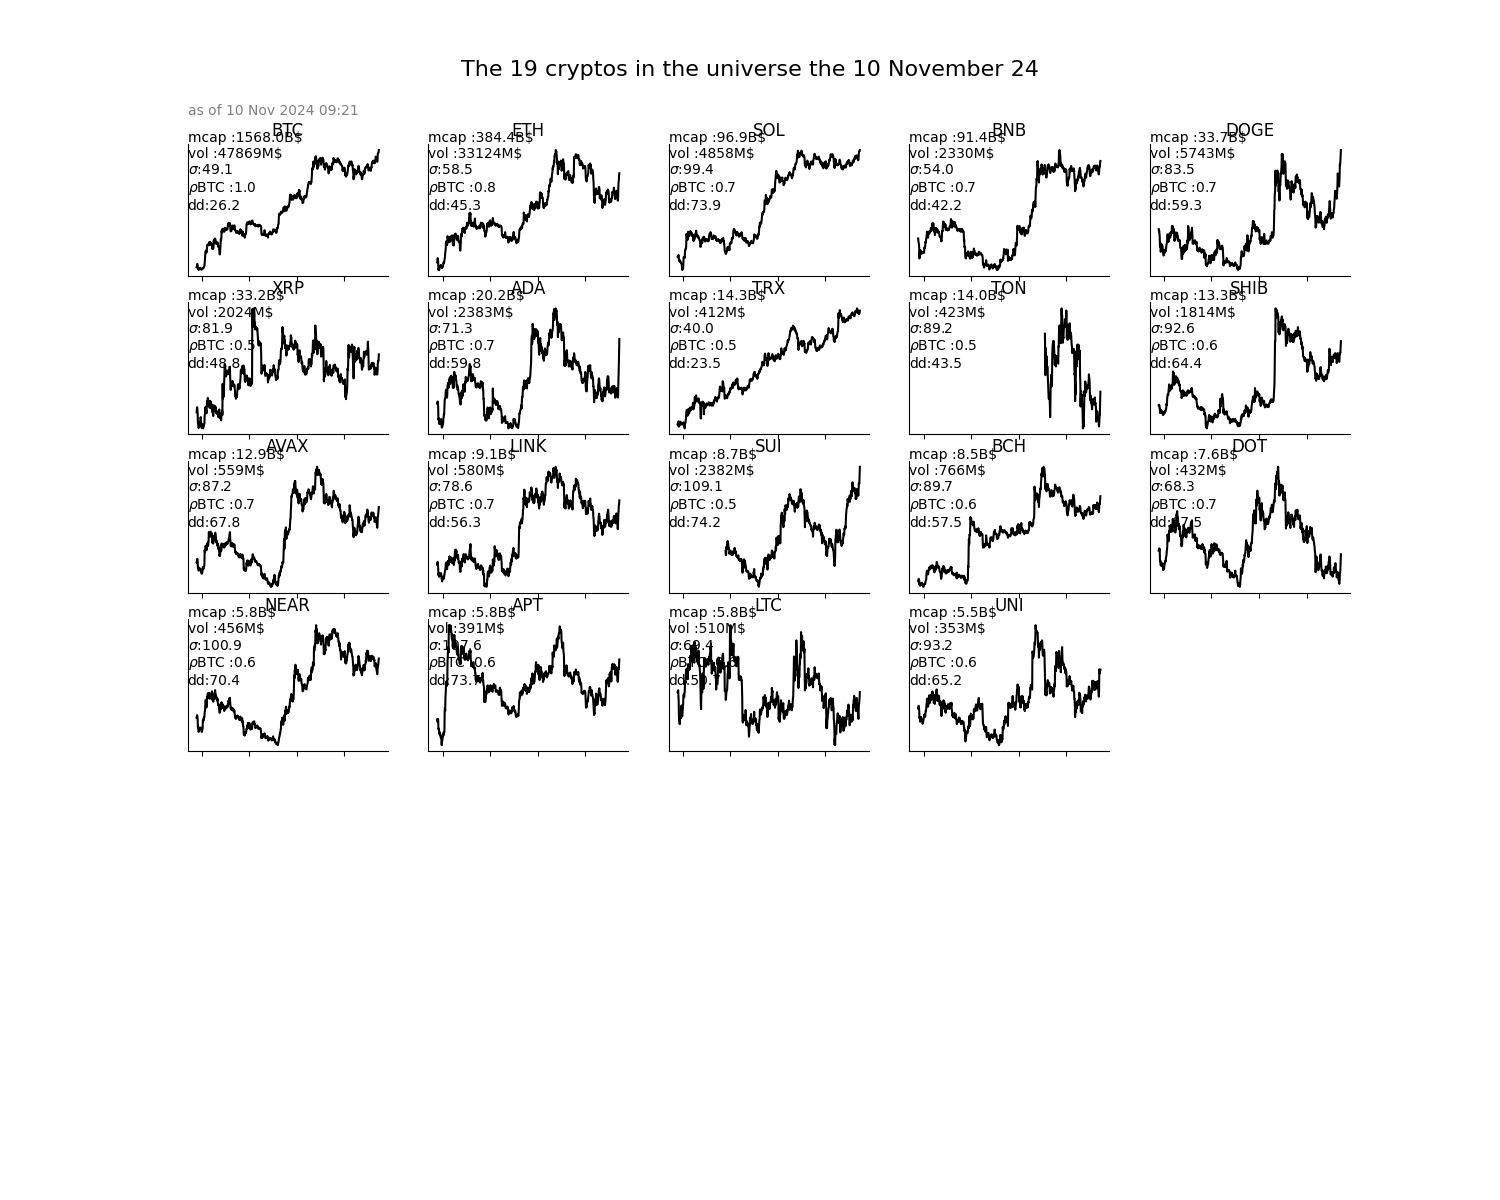 The 19 cryptos in the universe the 10 November 24
as of 10 Nov 2024 09:21
BTC
mcap :1568.0B$
vol :47869M$
σ:49.1
ρBTC :1.0
dd:26.2
ETH
mcap :384.4B$
vol :33124M$
σ:58.5
ρBTC :0.8
dd:45.3
SOL
mcap :96.9B$
vol :4858M$
σ:99.4
ρBTC :0.7
dd:73.9
BNB
mcap :91.4B$
vol :2330M$
σ:54.0
ρBTC :0.7
dd:42.2
DOGE
mcap :33.7B$
vol :5743M$
σ:83.5
ρBTC :0.7
dd:59.3
XRP
mcap :33.2B$
vol :2024M$
σ:81.9
ρBTC :0.5
dd:48.8
ADA
mcap :20.2B$
vol :2383M$
σ:71.3
ρBTC :0.7
dd:59.8
TRX
mcap :14.3B$
vol :412M$
σ:40.0
ρBTC :0.5
dd:23.5
TON
mcap :14.0B$
vol :423M$
σ:89.2
ρBTC :0.5
dd:43.5
SHIB
mcap :13.3B$
vol :1814M$
σ:92.6
ρBTC :0.6
dd:64.4
AVAX
mcap :12.9B$
vol :559M$
σ:87.2
ρBTC :0.7
dd:67.8
LINK
mcap :9.1B$
vol :580M$
σ:78.6
ρBTC :0.7
dd:56.3
SUI
mcap :8.7B$
vol :2382M$
σ:109.1
ρBTC :0.5
dd:74.2
BCH
mcap :8.5B$
vol :766M$
σ:89.7
ρBTC :0.6
dd:57.5
DOT
mcap :7.6B$
vol :432M$
σ:68.3
ρBTC :0.7
NEAR
mcap :5.8B$
vol :456M$
σ:100.9
ρBTC :0.6
dd:70.4
APT
mcap :5.8B$
vol :391M$
ρBTC :0.6
LTC
mcap :5.8B$
vol :510M$
σ:69.4
UNI
mcap :5.5B$
vol :353M$
σ:93.2
ρBTC :0.6
dd:65.2